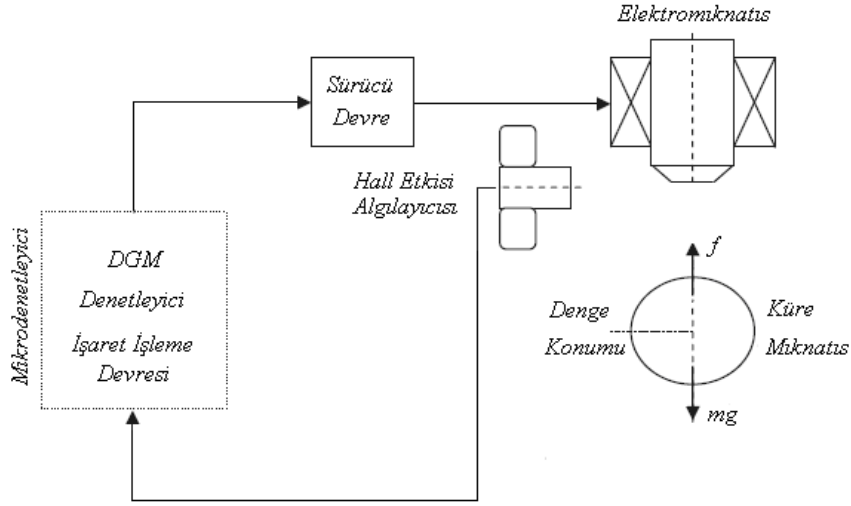 Elektromıknatıs
Sürücü
Devre
Hall Etkisi
Algılayıcısı
Mikrodenetleyici
DGM
Denetleyici
İşaret İşleme
Devresi
f
Denge
Konumu
Küre
Mıknatıs
mg